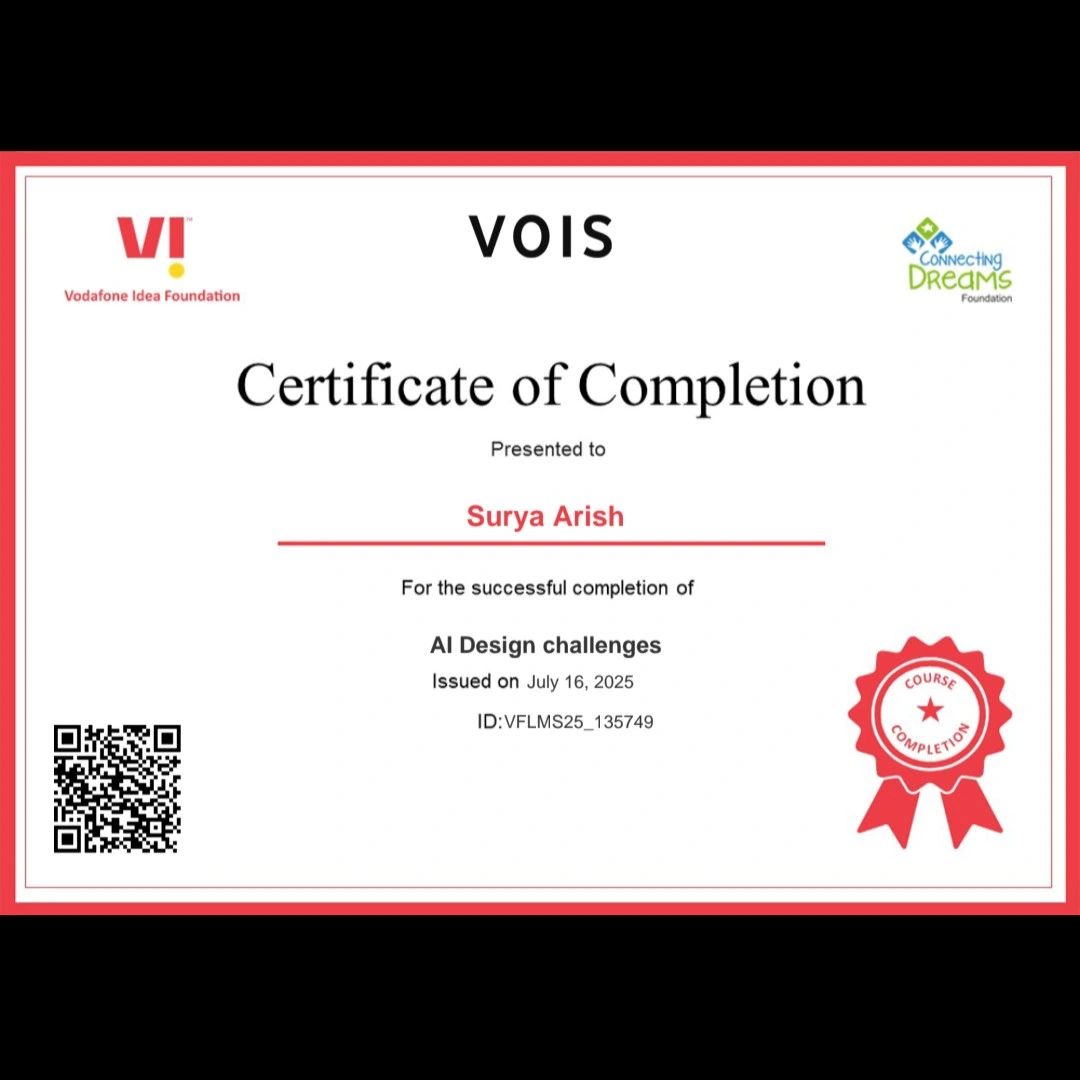 VI™
Vodafone Idea Foundation
VOIS
Connecting
Dreams
Foundation
Certificate of Completion
Presented to
Surya Arish
For the successful completion of
AI Design challenges
Issued on July 16, 2025
ID:VFLMS25_135749
COURSE
COMPLETION